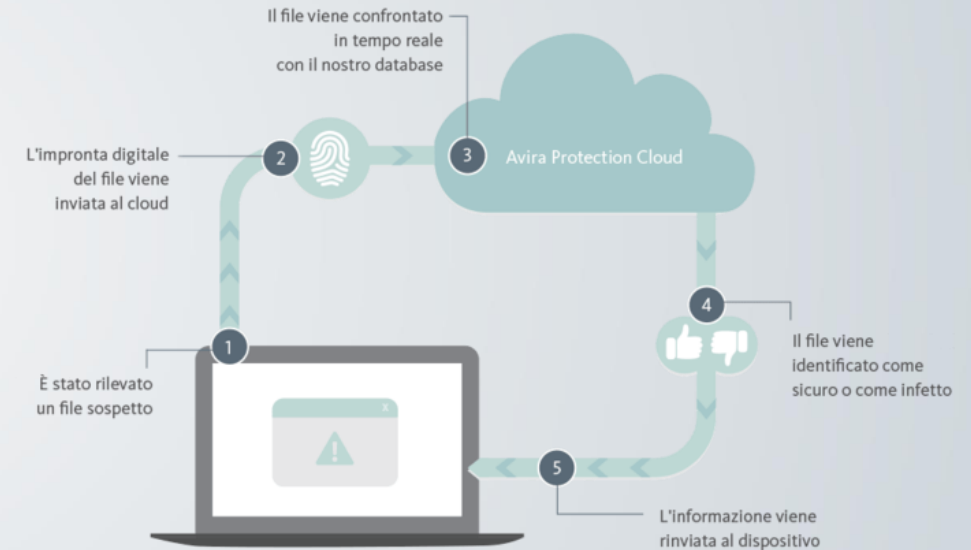 Il file viene confrontato
in tempo reale
con il nostro database
L'impronta digitale
del file viene
inviata al cloud
2
3
Avira Protection Cloud
4
Il file viene
identificato come
sicuro o come infetto
1
È stato rilevato
un file sospetto
X
!
5
L'informazione viene
rinviata al dispositivo